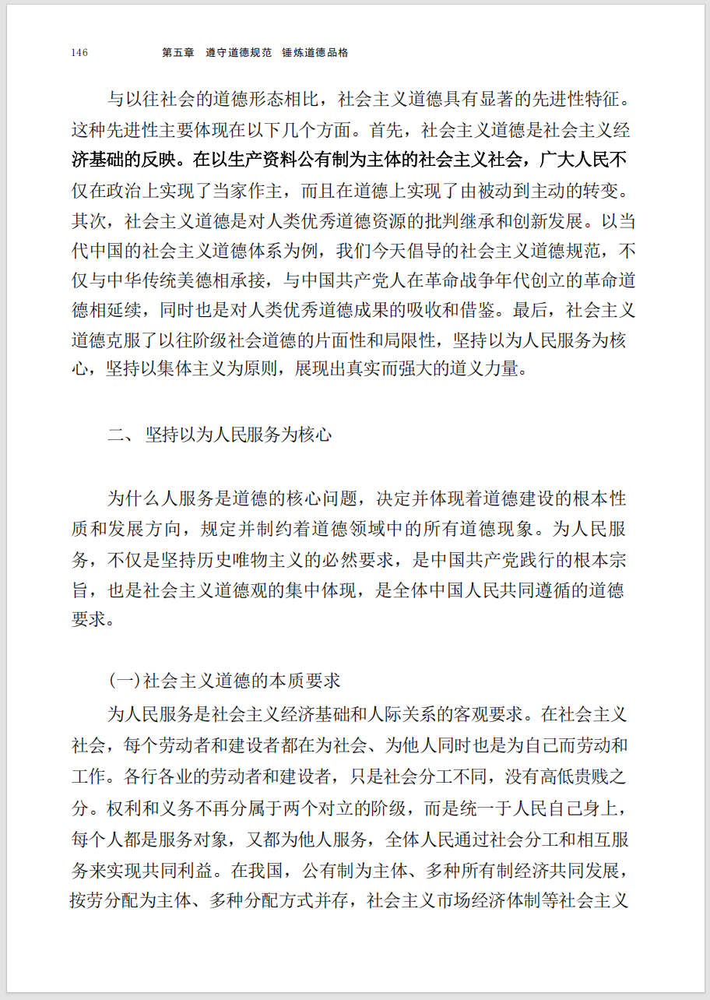 146 第五章 遵守道德规范 锤炼道德品格
与以往社会的道德形态相比，社会主义道德具有显著的先进性特征。
这种先进性主要体现在以下几个方面。首先，社会主义道德是社会主义经
济基础的反映。在以生产资料公有制为主体的社会主义社会，广大人民不
仅在政治上实现了当家作主，而且在道德上实现了由被动到主动的转变。
其次，社会主义道德是对人类优秀道德资源的批判继承和创新发展。以当
代中国的社会主义道德体系为例，我们今天倡导的社会主义道德规范，不
仅与中华传统美德相承接，与中国共产党人在革命战争年代创立的革命道
德相延续，同时也是对人类优秀道德成果的吸收和借鉴。最后，社会主义
道德克服了以往阶级社会道德的片面性和局限性，坚持以为人民服务为核
心，坚持以集体主义为原则，展现出真实而强大的道义力量。
二、 坚持以为人民服务为核心
为什么人服务是道德的核心问题，决定并体现着道德建设的根本性
质和发展方向，规定并制约着道德领域中的所有道德现象。为人民服
务，不仅是坚持历史唯物主义的必然要求，是中国共产党践行的根本宗
旨，也是社会主义道德观的集中体现，是全体中国人民共同遵循的道德
要求。
(一)社会主义道德的本质要求
为人民服务是社会主义经济基础和人际关系的客观要求。在社会主义
社会，每个劳动者和建设者都在为社会、为他人同时也是为自己而劳动和
工作。各行各业的劳动者和建设者，只是社会分工不同，没有高低贵贱之
分。权利和义务不再分属于两个对立的阶级，而是统一于人民自己身上，
每个人都是服务对象，又都为他人服务，全体人民通过社会分工和相互服
务来实现共同利益。在我国，公有制为主体、多种所有制经济共同发展，
按劳分配为主体、多种分配方式并存，社会主义市场经济体制等社会主义